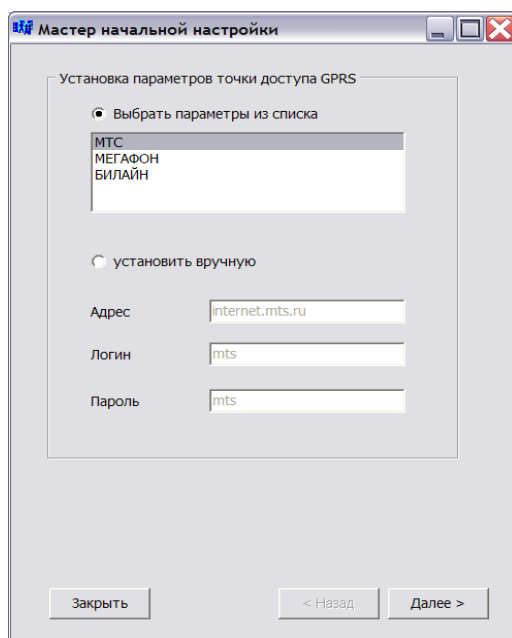 Мастер начальной настройки
Установка параметров точки доступа GPRS
Выбрать параметры из списка
МТС
МЕГАФОН
БИЛАЙН
установить вручную
Адрес internet.mts.ru
Логин mts
Пароль mts
Закрыть < Назад Далее >